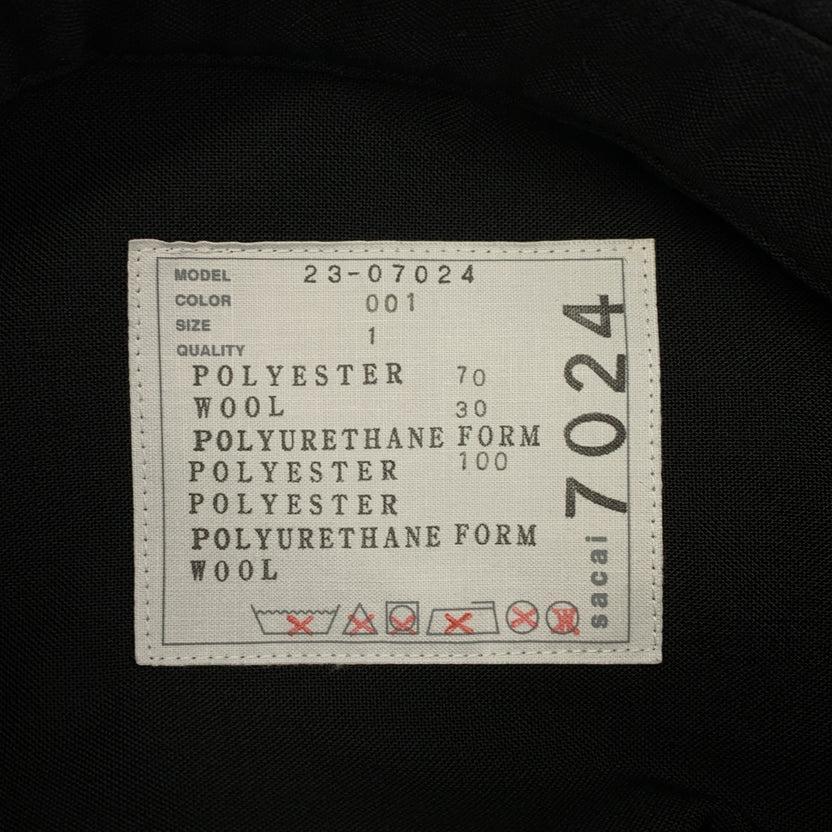 MODEL 23-07024
COLOR 001
SIZE 1
QUALITY
POLYESTER 70
WOOL 30
POLYURETHANE FORM
POLYESTER 100
POLYESTER
POLYURETHANE FORM
WOOL
sacai 7024
W